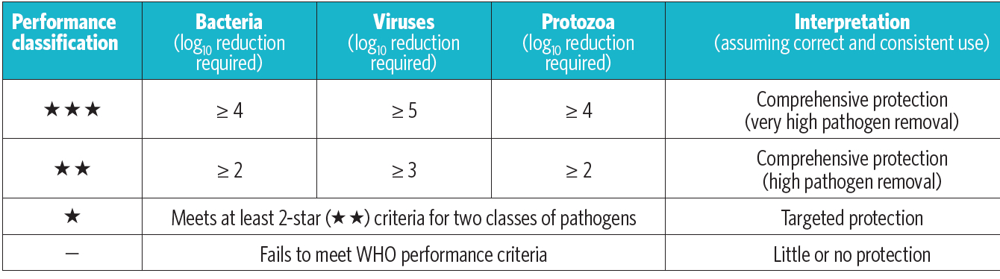 Performance classification
Bacteria
(log10 reduction required)
Viruses
(log10 reduction required)
Protozoa
(log10 reduction required)
Interpretation
(assuming correct and consistent use)
★★★
≥ 4
≥ 5
≥ 4
Comprehensive protection
(very high pathogen removal)
★★
≥ 2
≥ 3
≥ 2
Comprehensive protection
(high pathogen removal)
★
Meets at least 2-star (★★) criteria for two classes of pathogens
Targeted protection
—
Fails to meet WHO performance criteria
Little or no protection